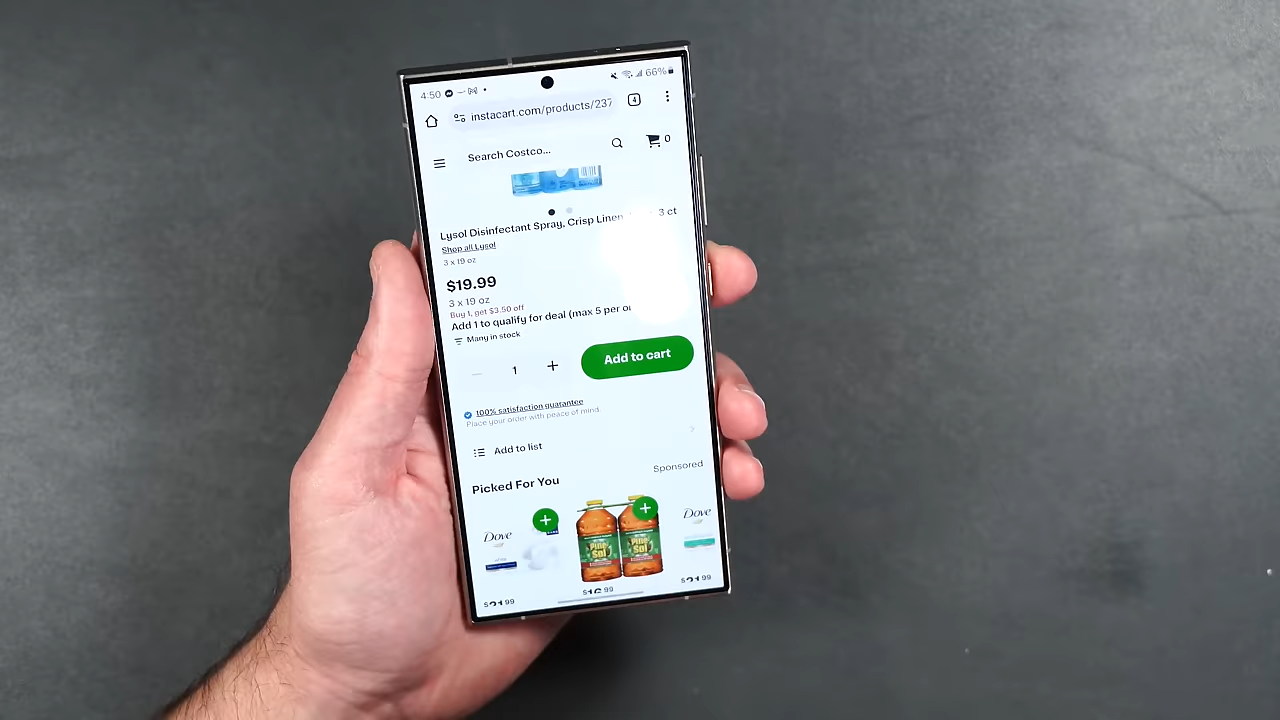 4:50
66%
instacart.com/products/237
4
Search Costco...
0
Lysol Disinfectant Spray, Crisp Linen
3 ct
Shop all Lysol
3 x 19 oz
$19.99
3 x 19 oz
Buy 1, get $3.50 off
Add 1 to qualify for deal (max 5 per or
Many in stock
1
Add to cart
100% satisfaction guarantee
Place your order with peace of mind.
Add to list
Sponsored
Picked For You
Dove
Pine Sol
Pine Sol
Dove
$21 99
$16 99
$21 99